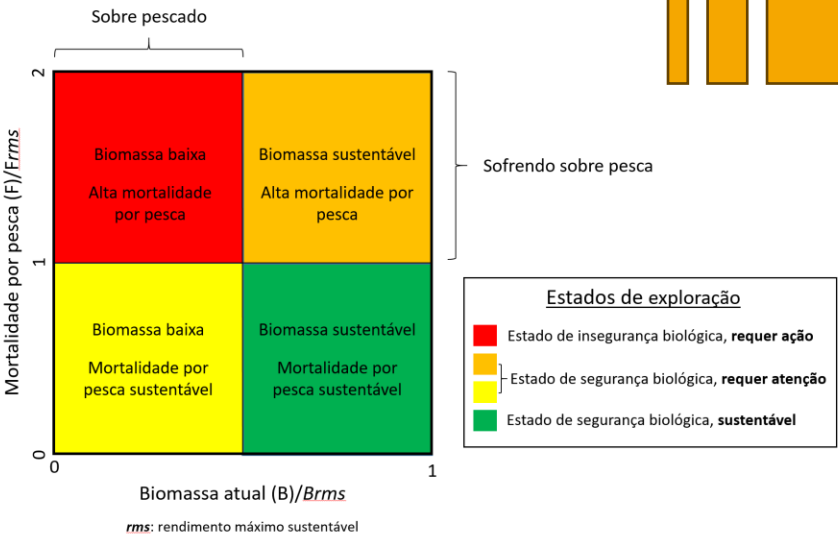 Sobre pescado
Mortalidade por pesca (F)/Frms
2
1
0
Biomassa baixa
Alta mortalidade
por pesca
Biomassa sustentável
Alta mortalidade por
pesca
Sofrendo sobre pesca
Biomassa baixa
Mortalidade por
pesca sustentável
Biomassa sustentável
Mortalidade por
pesca sustentável
0
1
Biomassa atual (B)/Brms
rms: rendimento máximo sustentável
Estados de exploração
Estado de insegurança biológica, requer ação
Estado de segurança biológica, requer atenção
Estado de segurança biológica, sustentável